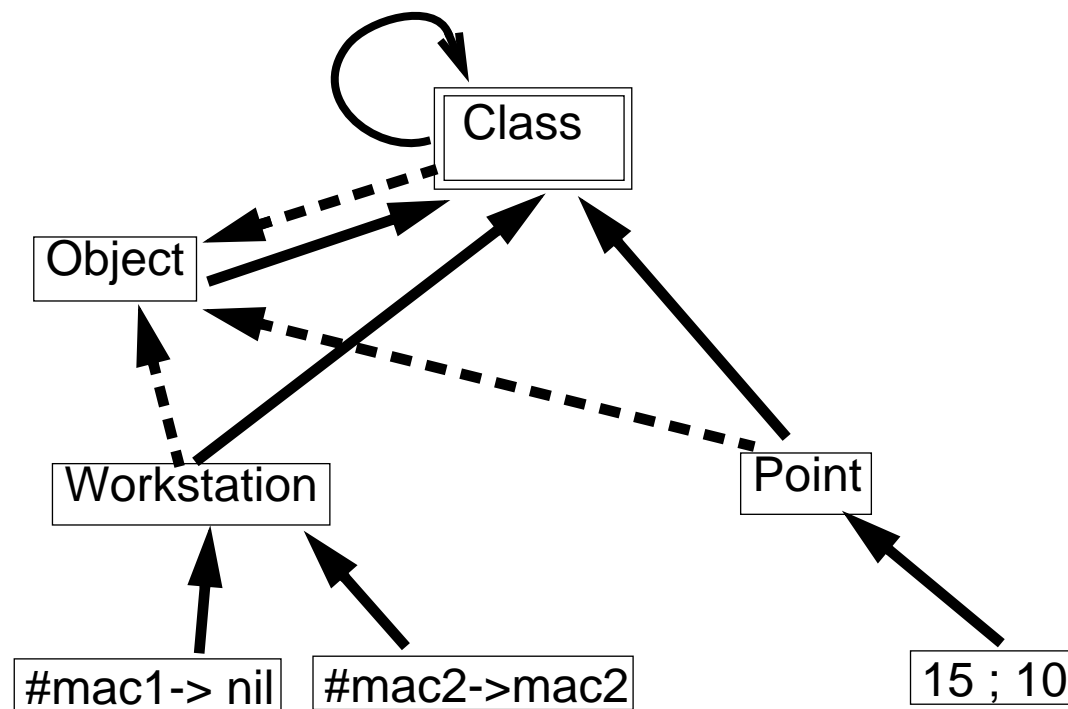 Class
Object
Workstation
Point
#mac1-> nil
#mac2->mac2
15 ; 10